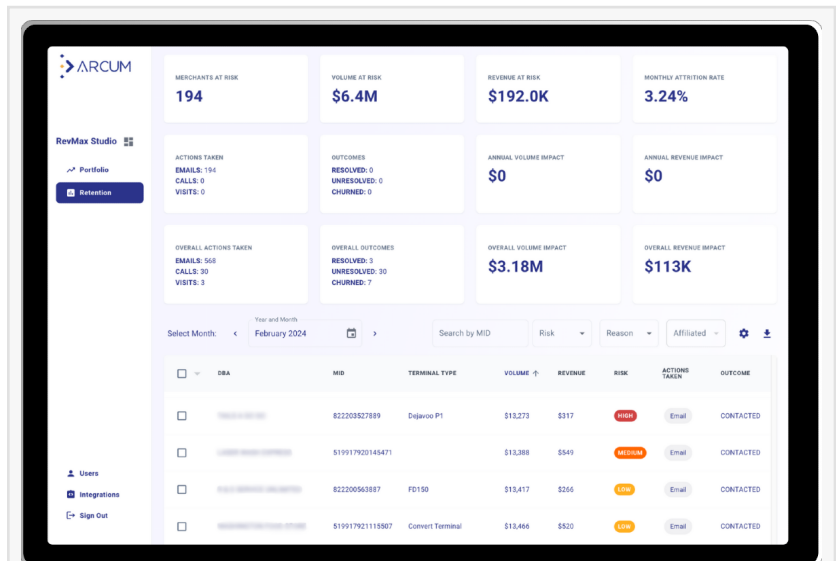 ARCUM
RevMax Studio
Portfolio
Retention
Users
Integrations
Sign Out
MERCHANTS AT RISK
194
VOLUME AT RISK
$6.4M
REVENUE AT RISK
$192.0K
MONTHLY ATTRITION RATE
3.24%
ACTIONS TAKEN
EMAILS: 194
CALLS: 0
VISITS: 0
OUTCOMES
RESOLVED: 0
UNRESOLVED: 0
CHURNED: 0
ANNUAL VOLUME IMPACT
$0
ANNUAL REVENUE IMPACT
$0
OVERALL ACTIONS TAKEN
EMAILS: 568
CALLS: 30
VISITS: 3
OVERALL OUTCOMES
RESOLVED: 3
UNRESOLVED: 30
CHURNED: 7
OVERALL VOLUME IMPACT
$3.18M
OVERALL REVENUE IMPACT
$113K
Select Month:
Year and Month
February 2024
Search by MID
Risk
Reason
Affiliated
DBA MID TERMINAL TYPE VOLUME REVENUE RISK ACTIONS TAKEN OUTCOME
822203527889 Dejavoo P1 $13,273 $317 HIGH Email CONTACTED
519917920145471 $13,388 $549 MEDIUM Email CONTACTED
822200563887 FD150 $13,417 $266 LOW Email CONTACTED
519917921115507 Convert Terminal $13,466 $520 LOW Email CONTACTED